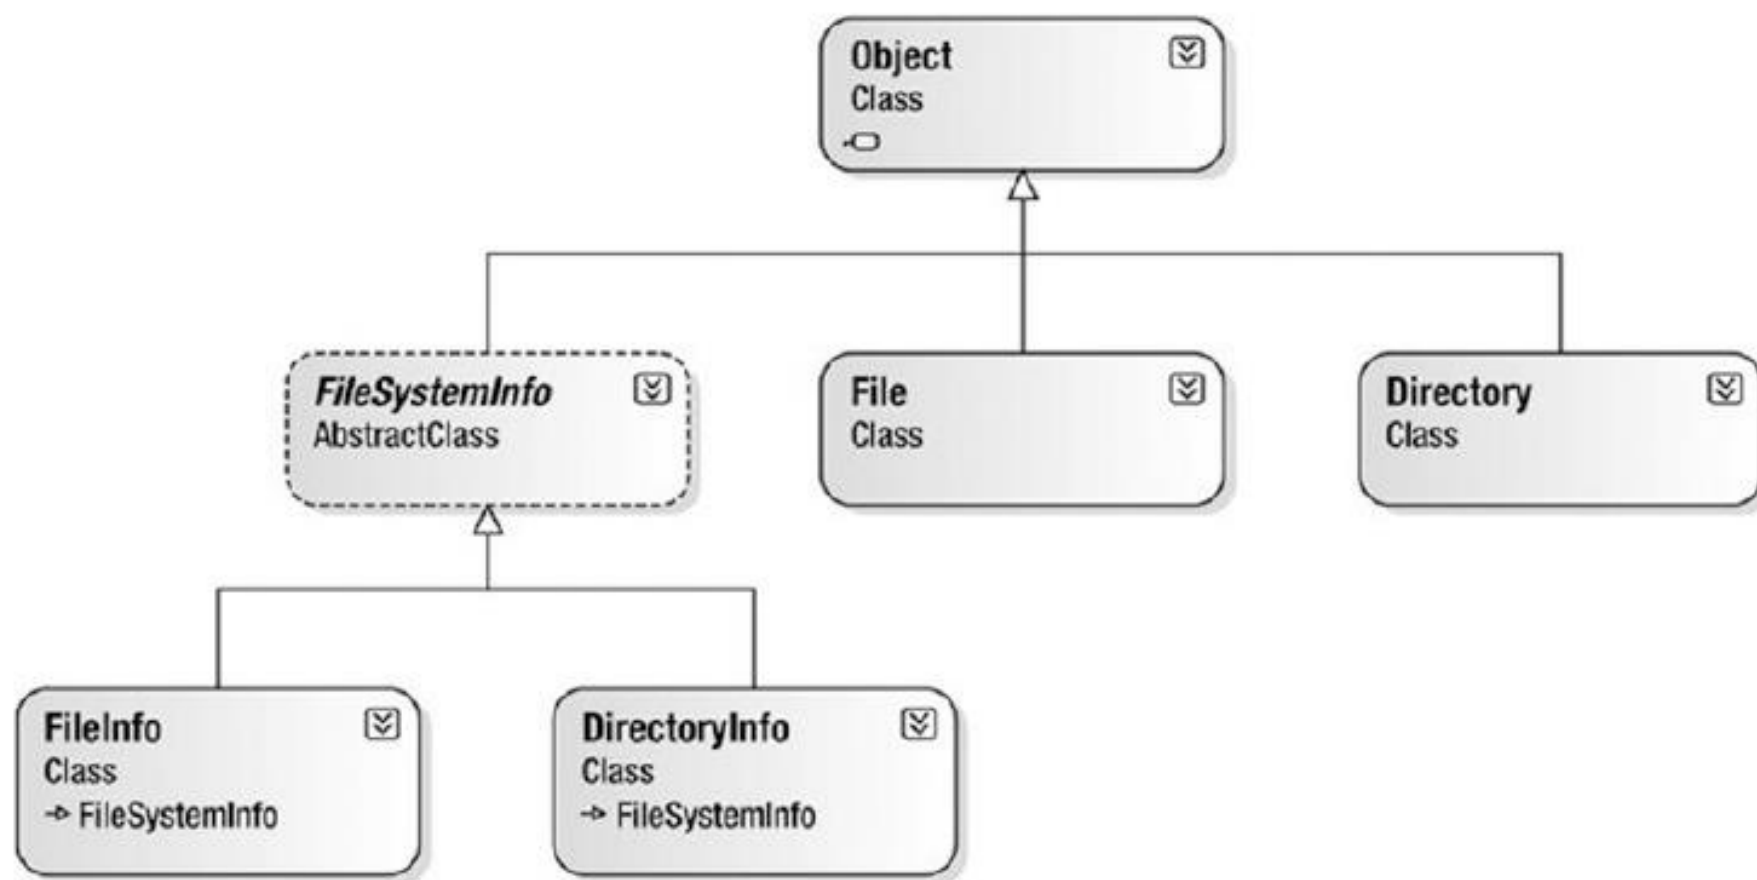 Object
Class
FileSystemInfo
AbstractClass
File
Class
Directory
Class
FileInfo
Class
FileSystemInfo
DirectoryInfo
Class
FileSystemInfo